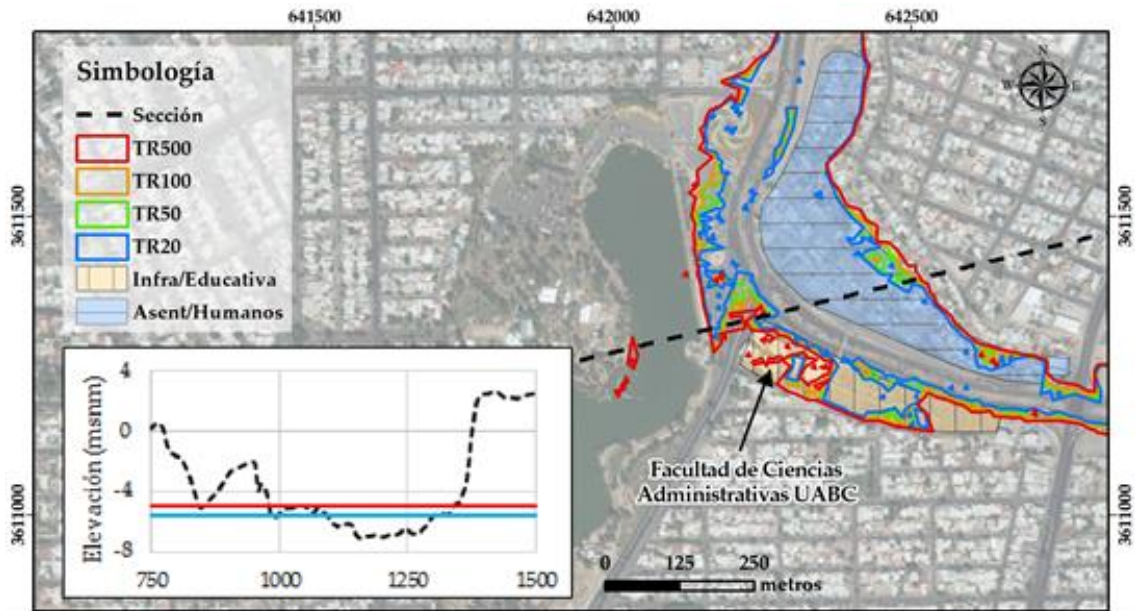 641500
642000
642500
Simbología
Sección
TR500
TR100
TR50
TR20
Infra/Educativa
Asent/Humanos
N
W
E
S
3611500
3611500
3611000
3611000
Facultad de Ciencias
Administrativas UABC
0
125
250
metros
Elevación (msnm)
4
0
-4
-8
750
1000
1250
1500